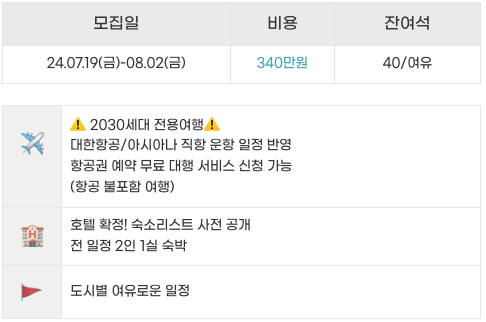 모집일 비용 잔여석
24.07.19(금)-08.02(금) 340만원 40/여유
2030세대 전용여행
대한항공/아시아나 직항 운항 일정 반영
항공권 예약 무료 대행 서비스 신청 가능
(항공 불포함 여행)
호텔 확정! 숙소리스트 사전 공개
전 일정 2인 1실 숙박
도시별 여유로운 일정